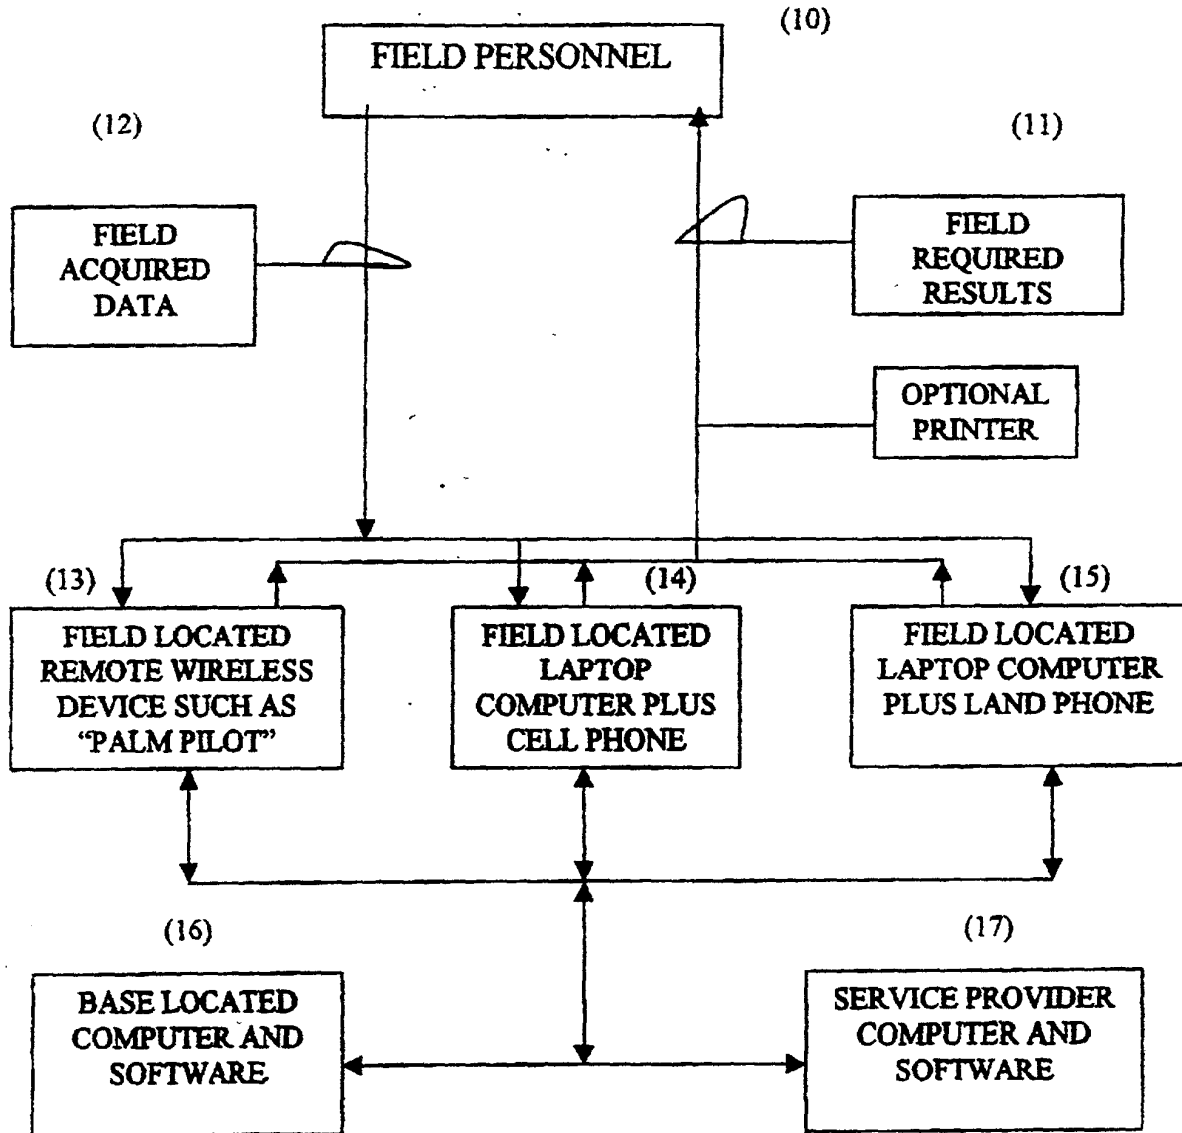 (10)
FIELD PERSONNEL
(12)
(11)
FIELD
ACQUIRED
DATA
FIELD
REQUIRED
RESULTS
OPTIONAL
PRINTER
(13)
(14)
(15)
FIELD LOCATED
REMOTE WIRELESS
DEVICE SUCH AS
“PALM PILOT”
FIELD LOCATED
LAPTOP
COMPUTER PLUS
CELL PHONE
FIELD LOCATED
LAPTOP COMPUTER
PLUS LAND PHONE
(16)
(17)
BASE LOCATED
COMPUTER AND
SOFTWARE
SERVICE PROVIDER
COMPUTER AND
SOFTWARE